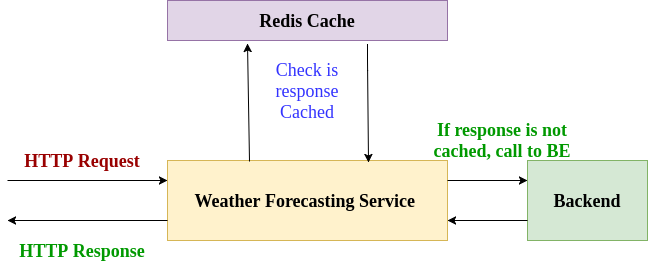 Redis Cache
Check is
response
Cached
If response is not
cached, call to BE
HTTP Request
Weather Forecasting Service
Backend
HTTP Response